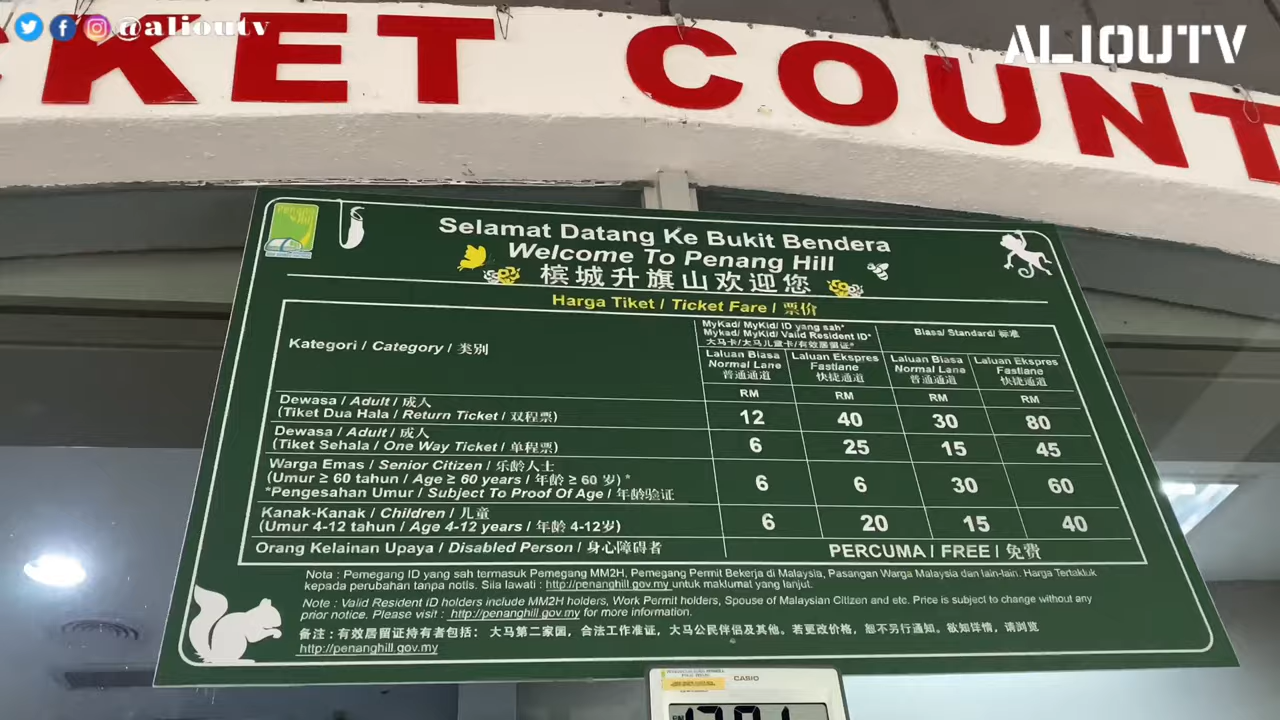 @alioutv
ALIOUTV
CKET COUNT
Selamat Datang Ke Bukit Bendera
Welcome To Penang Hill
槟城升旗山欢迎您
Harga Tiket / Ticket Fare / 票价
Kategori / Category / 类别
MyKad/ MyKid/ ID yang sah*
Mykad/ MyKid/ Valid Resident ID*
大马卡/大马儿童卡/有效居留证*
Biasa/ Standard/ 标准
Laluan Biasa Laluan Ekspres Laluan Biasa Laluan Ekspres
Normal Lane Fastlane Normal Lane Fastlane
普通通道 快捷通道 普通通道 快捷通道
RM RM RM RM
Dewasa / Adult / 成人
(Tiket Dua Hala / Return Ticket / 双程票) 12 40 30 80
Dewasa / Adult / 成人
(Tiket Sehala / One Way Ticket / 单程票) 6 25 15 45
Warga Emas / Senior Citizen / 乐龄人士
(Umur ≥ 60 tahun / Age ≥ 60 years / 年龄 ≥ 60 岁) * 6 6 30 60
*Pengesahan Umur / Subject To Proof Of Age / 年龄验证
Kanak-Kanak / Children / 儿童
(Umur 4-12 tahun / Age 4-12 years / 年龄 4-12岁) 6 20 15 40
Orang Kelainan Upaya / Disabled Person / 身心障碍者 PERCUMA / FREE / 免费
Nota : Pemegang ID yang sah termasuk Pemegang MM2H, Pemegang Permit Bekerja di Malaysia, Pasangan Warga Malaysia dan lain-lain. Harga Tertakluk
kepada perubahan tanpa notis. Sila lawati : http://penanghill.gov.my untuk maklumat yang lanjut.
Note : Valid Resident ID holders include MM2H holders, Work Permit holders, Spouse of Malaysian Citizen and etc. Price is subject to change without any
prior notice. Please visit : http://penanghill.gov.my for more information.
备注 : 有效居留证持有者包括： 大马第二家园，合法工作准证，大马公民伴侣及其他。若更改价格，恕不另行通知。欲知详情，请浏览
http://penanghill.gov.my
CASIO